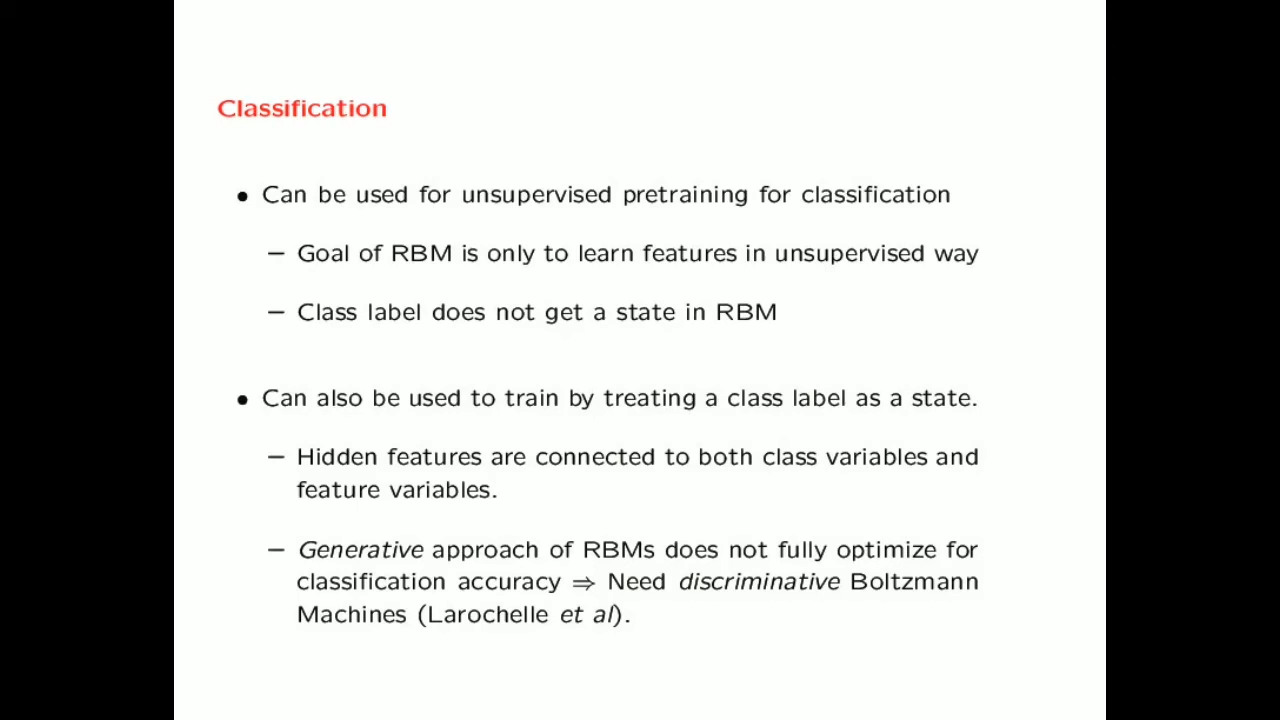 Classification
• Can be used for unsupervised pretraining for classification
– Goal of RBM is only to learn features in unsupervised way
– Class label does not get a state in RBM
• Can also be used to train by treating a class label as a state.
– Hidden features are connected to both class variables and
feature variables.
– Generative approach of RBMs does not fully optimize for
classification accuracy ⇒ Need discriminative Boltzmann
Machines (Larochelle et al).